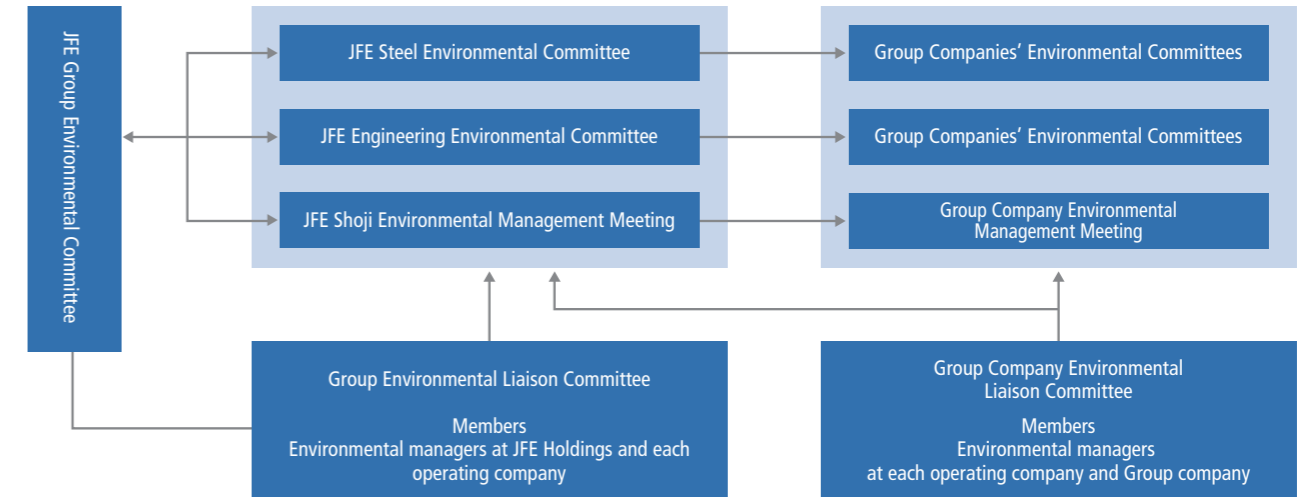 JFE Group Environmental Committee
JFE Steel Environmental Committee
Group Companies’ Environmental Committees
JFE Engineering Environmental Committee
Group Companies’ Environmental Committees
JFE Shoji Environmental Management Meeting
Group Company Environmental
Management Meeting
Group Environmental Liaison Committee
Members
Environmental managers at JFE Holdings and each
operating company
Group Company Environmental
Liaison Committee
Members
Environmental managers
at each operating company and Group company